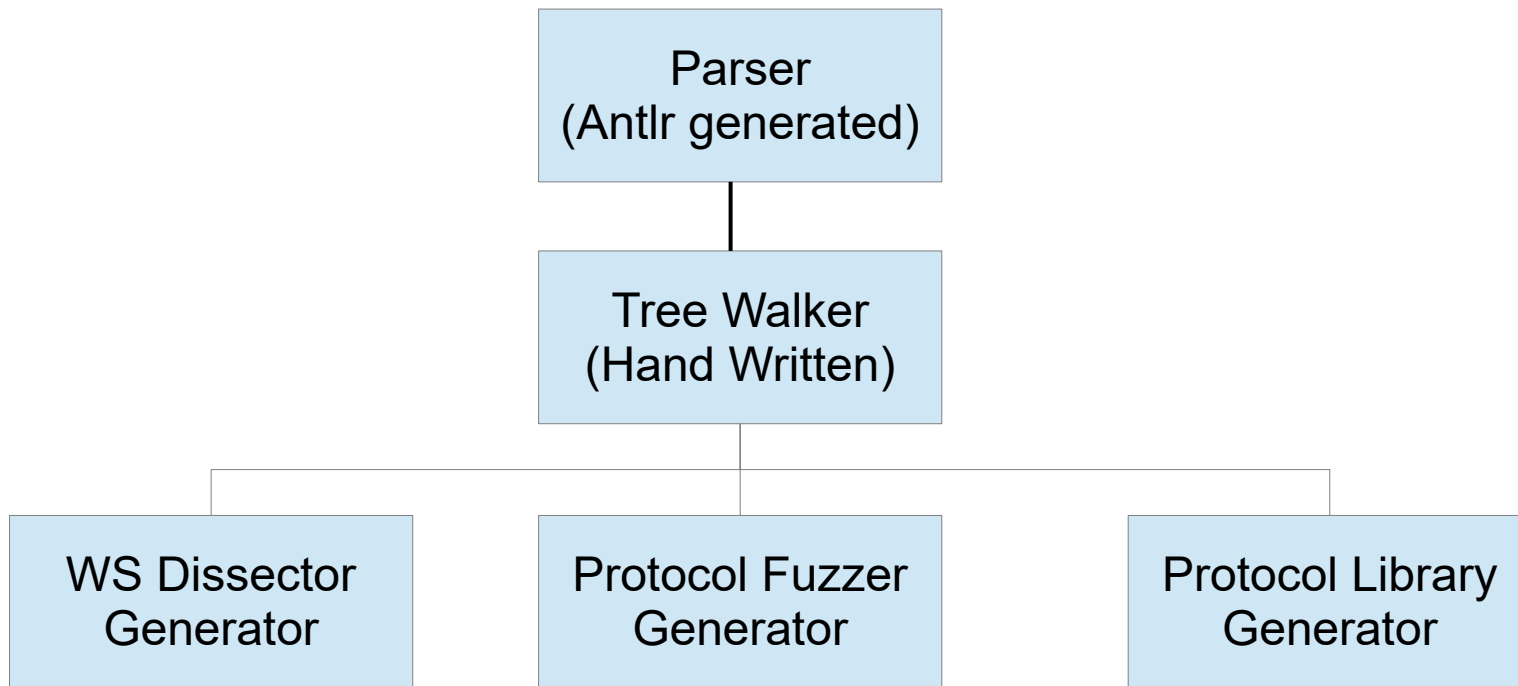 Parser
(Antlr generated)
Tree Walker
(Hand Written)
WS Dissector
Generator
Protocol Fuzzer
Generator
Protocol Library
Generator